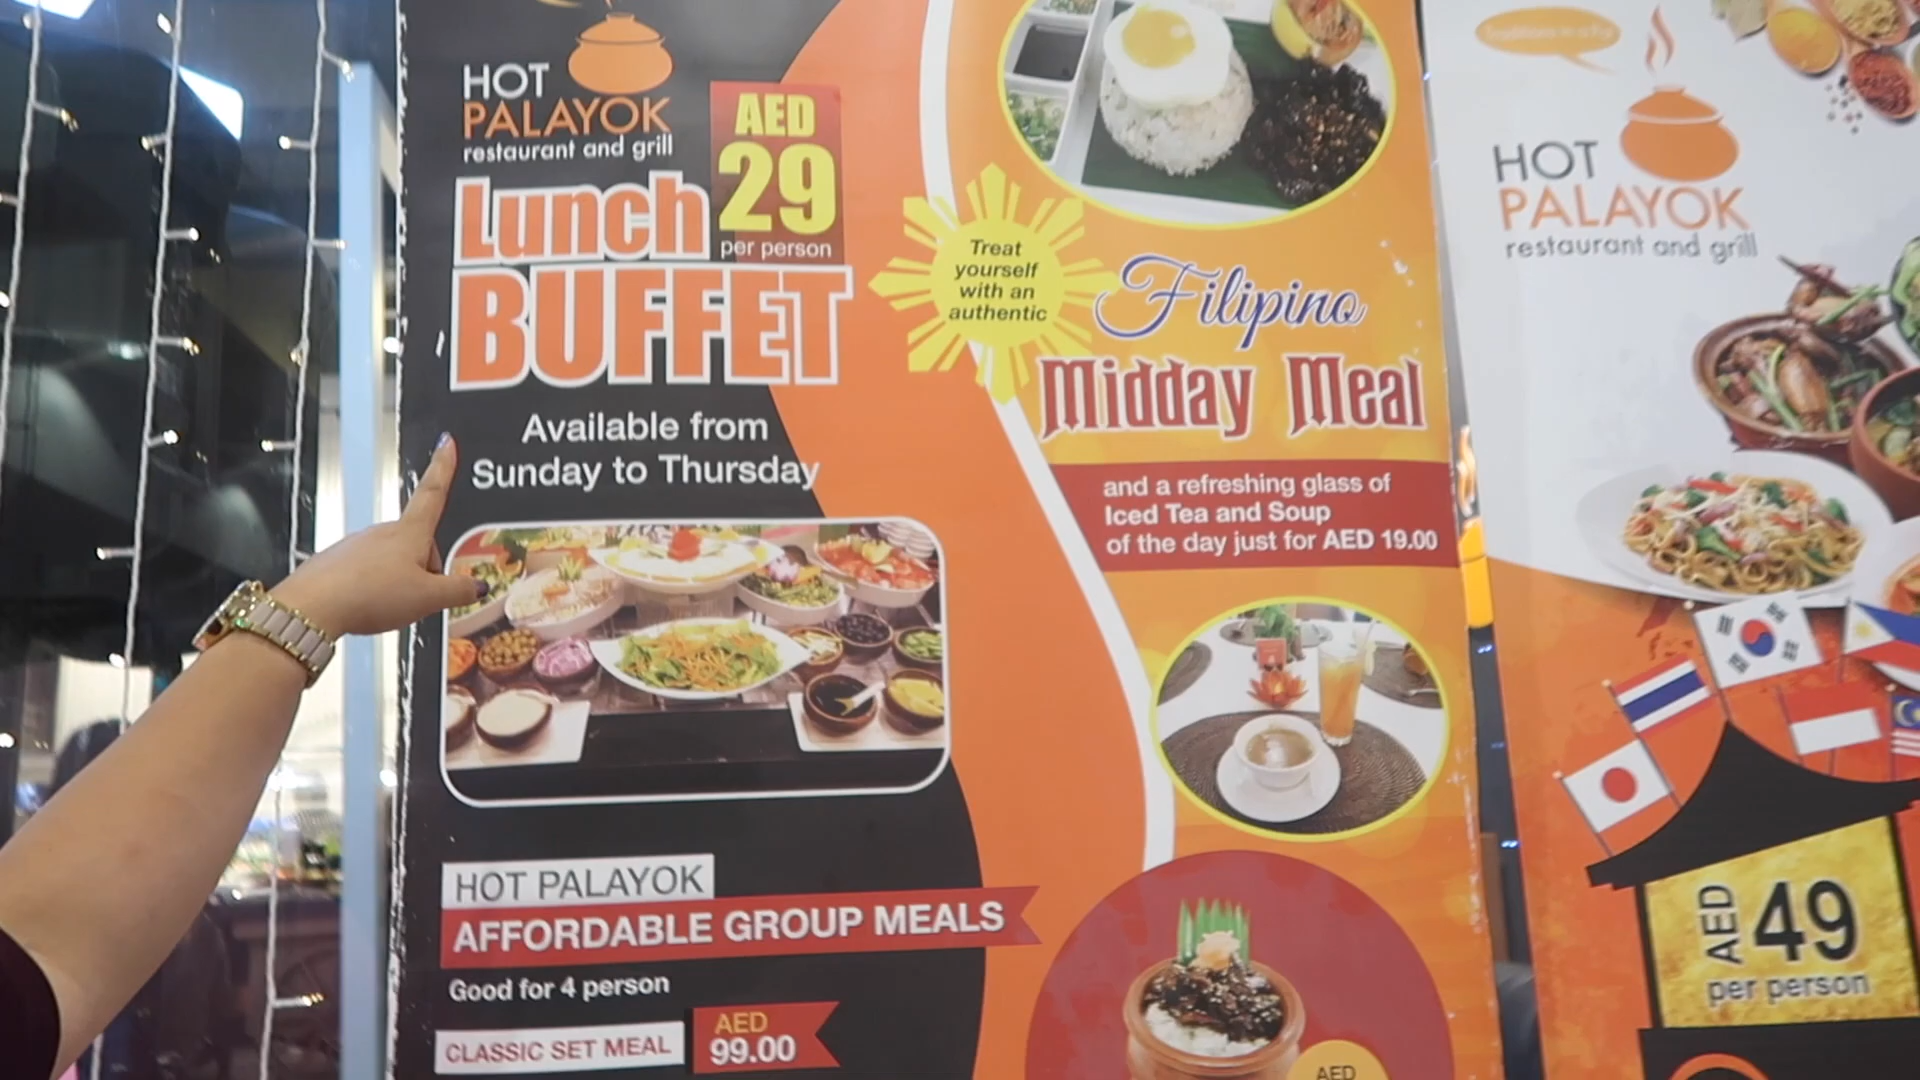 HOT
PALAYOK
restaurant and grill
AED
29
per person
Lunch
BUFFET
Available from
Sunday to Thursday
HOT PALAYOK
AFFORDABLE GROUP MEALS
Good for 4 person
CLASSIC SET MEAL
AED
99.00
Treat
yourself
with an
authentic
Filipino
Midday Meal
and a refreshing glass of
Iced Tea and Soup
of the day just for AED 19.00
AED
Traditions in a Pot
HOT
PALAYOK
restaurant and grill
AED 49
per person